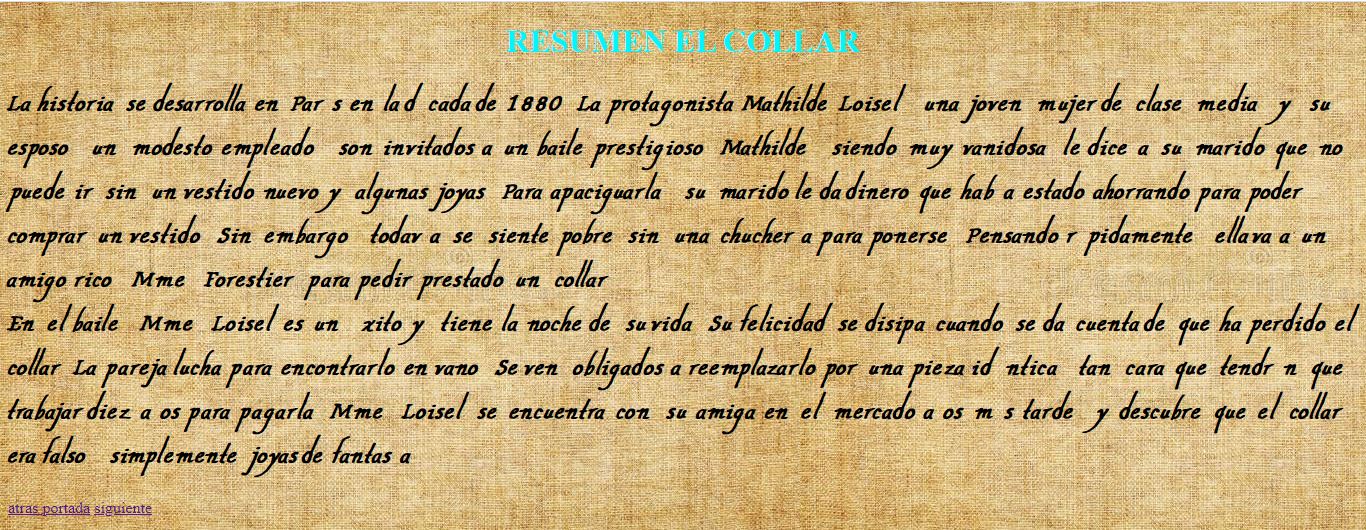 RESUMEN EL COLLAR
La historia se desarrolla en Par s en la d cada de 1880 La protagonista Mathilde Loisel una joven mujer de clase media y su
esposo un modesto empleado son invitados a un baile prestigioso Mathilde siendo muy vanidosa le dice a su marido que no
puede ir sin un vestido nuevo y algunas joyas Para apaciguarla su marido le da dinero que hab a estado ahorrando para poder
comprar un vestido Sin embargo todav a se siente pobre sin una chucher a para ponerse Pensando r pidamente ella va a un
amigo rico Mme Forestier para pedir prestado un collar
En el baile Mme Loisel es un xito y tiene la noche de su vida Su felicidad se disipa cuando se da cuenta de que ha perdido el
collar La pareja lucha para encontrarlo en vano Se ven obligados a reemplazarlo por una pieza id ntica tan cara que tendr n que
trabajar diez a os para pagarla Mme Loisel se encuentra con su amiga en el mercado a os m s tarde y descubre que el collar
era falso simplemente joyas de fantas a
atras portada siguiente